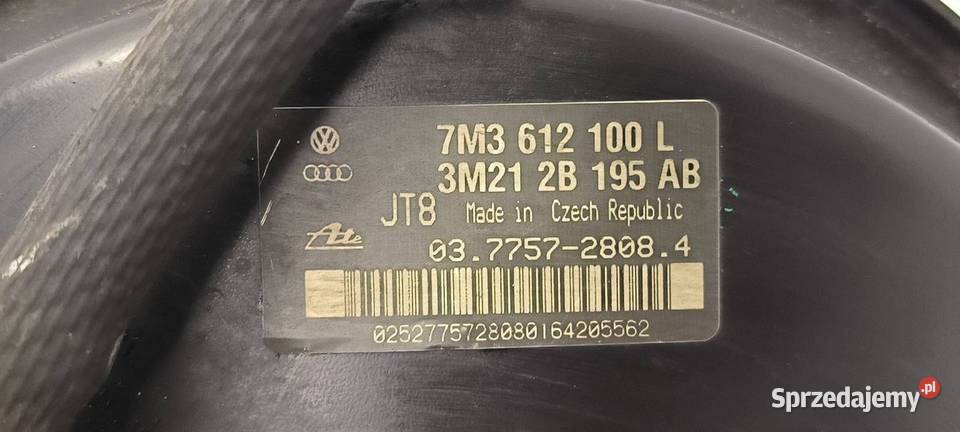 7M3 612 100 L
3M21 2B 195 AB
JT8 Made in Czech Republic
Ate
03.7757-2808.4
0252775728080164205562
Sprzedajemy.pl